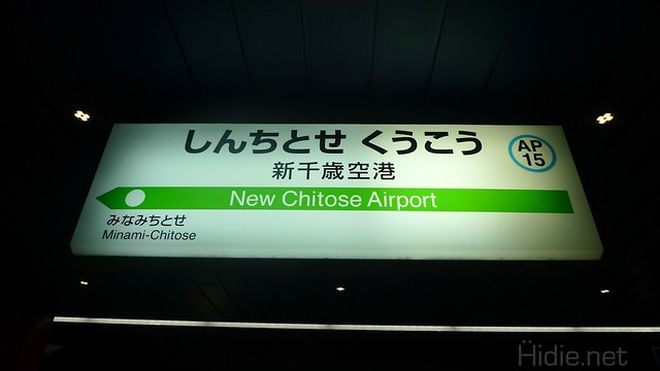 しんちとせ くうこう
AP
15
新千歳空港
New Chitose Airport
みなみちとせ
Minami-Chitose
Hidie.net